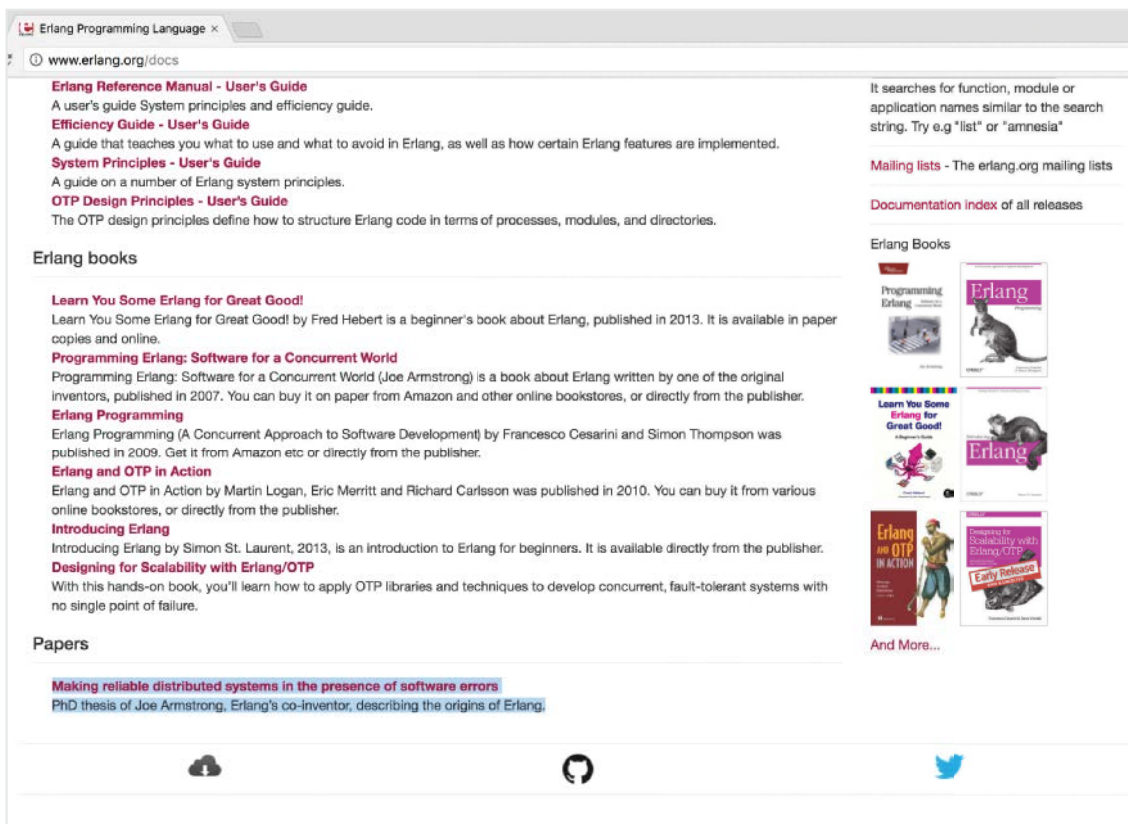 Erlang Programming Language ×
www.erlang.org/docs
Erlang Reference Manual - User's Guide
A user's guide System principles and efficiency guide.
Efficiency Guide - User's Guide
A guide that teaches you what to use and what to avoid in Erlang, as well as how certain Erlang features are implemented.
System Principles - User's Guide
A guide on a number of Erlang system principles.
OTP Design Principles - User's Guide
The OTP design principles define how to structure Erlang code in terms of processes, modules, and directories.
Erlang books
Learn You Some Erlang for Great Good!
Learn You Some Erlang for Great Good! by Fred Hebert is a beginner's book about Erlang, published in 2013. It is available in paper
copies and online.
Programming Erlang: Software for a Concurrent World
Programming Erlang: Software for a Concurrent World (Joe Armstrong) is a book about Erlang written by one of the original
inventors, published in 2007. You can buy it on paper from Amazon and other online bookstores, or directly from the publisher.
Erlang Programming
Erlang Programming (A Concurrent Approach to Software Development) by Francesco Cesarini and Simon Thompson was
published in 2009. Get it from Amazon etc or directly from the publisher.
Erlang and OTP in Action
Erlang and OTP in Action by Martin Logan, Eric Merritt and Richard Carlsson was published in 2010. You can buy it from various
online bookstores, or directly from the publisher.
Introducing Erlang
Introducing Erlang by Simon St. Laurent, 2013, is an introduction to Erlang for beginners. It is available directly from the publisher.
Designing for Scalability with Erlang/OTP
With this hands-on book, you'll learn how to apply OTP libraries and techniques to develop concurrent, fault-tolerant systems with
no single point of failure.
Papers
Making reliable distributed systems in the presence of software errors
PhD thesis of Joe Armstrong, Erlang's co-inventor, describing the origins of Erlang.
It searches for function, module or
application names similar to the search
string. Try e.g "list" or "amnesia"
Mailing lists - The erlang.org mailing lists
Documentation index of all releases
Erlang Books
Programming
Erlang
Erlang
Programming
Learn You Some
Erlang for
Great Good!
A Beginner's Guide
Introducing
Erlang
Erlang
AND OTP
IN ACTION
Designing for
Scalability with
Erlang/OTP
Early Release
And More...